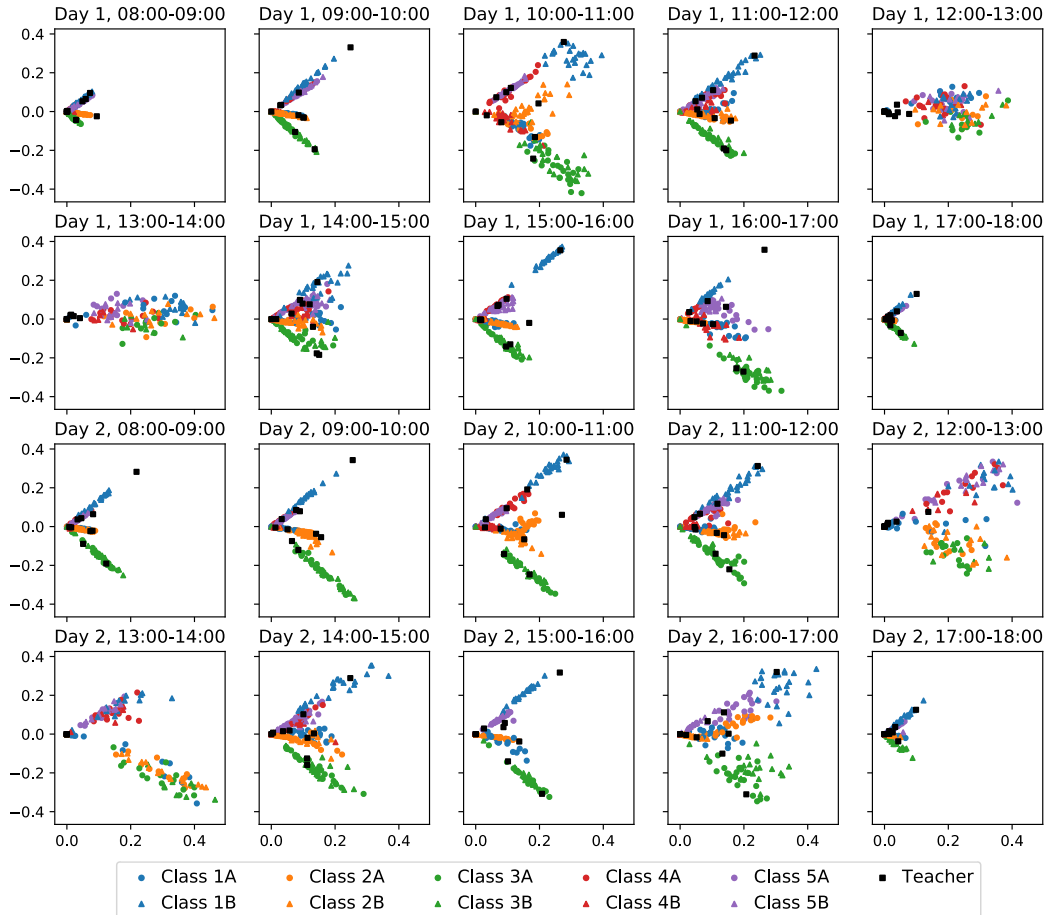 Day 1, 08:00-09:00 Day 1, 09:00-10:00 Day 1, 10:00-11:00 Day 1, 11:00-12:00 Day 1, 12:00-13:00
0.4
0.2
0.0
−0.2
−0.4
Day 1, 13:00-14:00 Day 1, 14:00-15:00 Day 1, 15:00-16:00 Day 1, 16:00-17:00 Day 1, 17:00-18:00
0.4
0.2
0.0
−0.2
−0.4
Day 2, 08:00-09:00 Day 2, 09:00-10:00 Day 2, 10:00-11:00 Day 2, 11:00-12:00 Day 2, 12:00-13:00
0.4
0.2
0.0
−0.2
−0.4
Day 2, 13:00-14:00 Day 2, 14:00-15:00 Day 2, 15:00-16:00 Day 2, 16:00-17:00 Day 2, 17:00-18:00
0.4
0.2
0.0
−0.2
−0.4
0.0 0.2 0.4 0.0 0.2 0.4 0.0 0.2 0.4 0.0 0.2 0.4 0.0 0.2 0.4
Class 1A Class 2A Class 3A Class 4A Class 5A Teacher
Class 1B Class 2B Class 3B Class 4B Class 5B